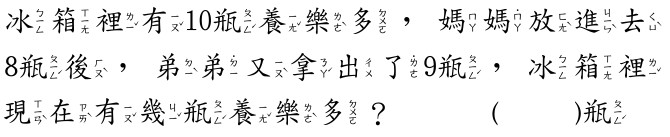 冰箱裡有10瓶養樂多，媽媽放進去
8瓶後，弟弟又拿出了9瓶，冰箱裡
現在有幾瓶養樂多？　　(　　)瓶